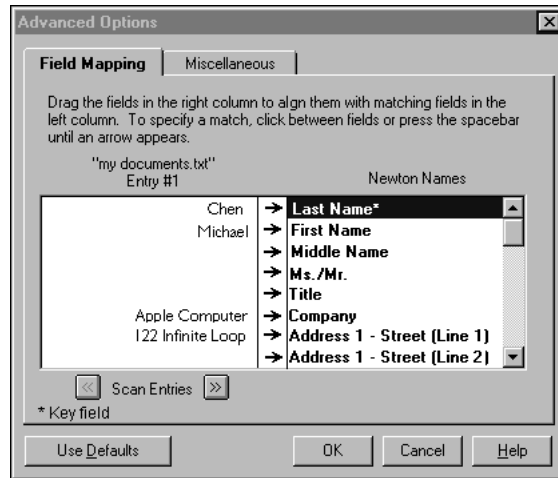 Advanced Options
Field Mapping Miscellaneous
Drag the fields in the right column to algn them with matching fields in the
left column. To specify a match, click between fields or press the spacebar
until an arrow appears.
"my documents.txt"
Entry #1 Newton Names
Chen Last Name*
Michael First Name
Middle Name
Ms./Mr.
Title
Apple Computer Company
122 Infinite Loop Address 1 - Street (Line 1)
Address 1 - Street (Line 2)
Scan Entries
* Key field
Use Defaults OK Cancel Help